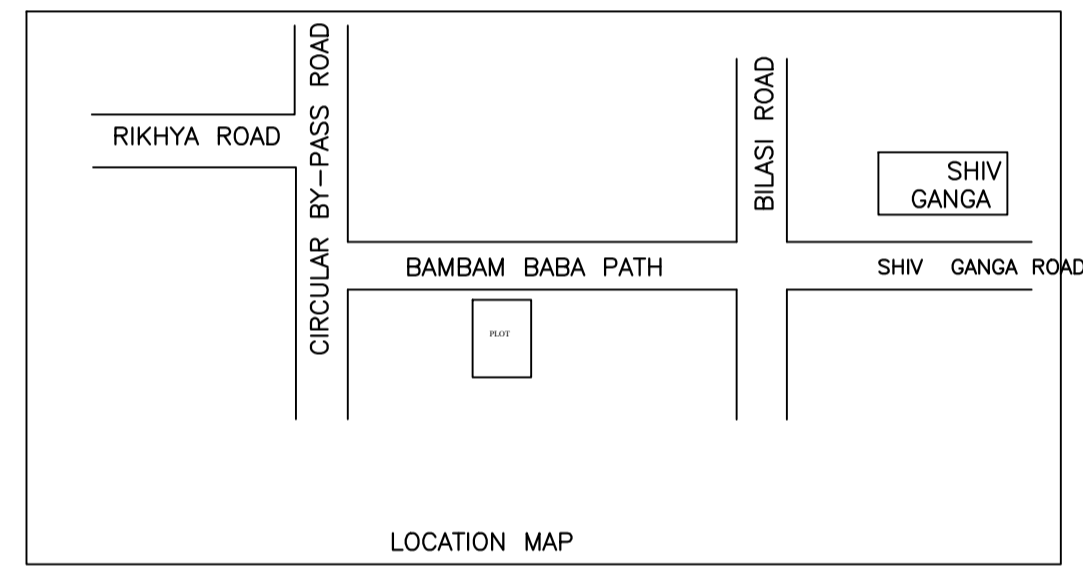 RIKHYA ROAD
CIRCULAR BY-PASS ROAD
BILASI ROAD
SHIV
GANGA
BAMBAM BABA PATH
SHIV GANGA ROAD
PLOT
LOCATION MAP